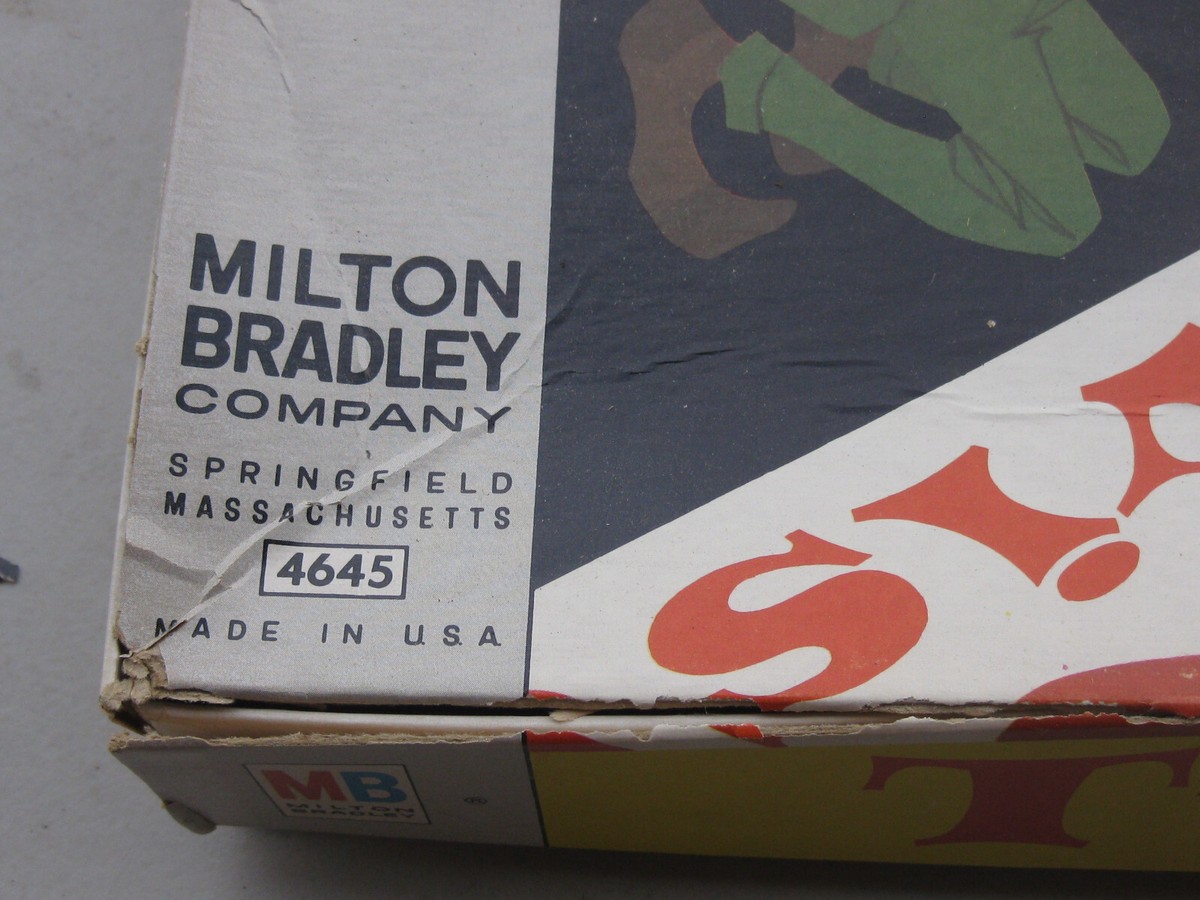 MILTON
BRADLEY
COMPANY
SPRINGFIELD
MASSACHUSETTS
4645
MADE IN U.S.A.
S.
MB
MILTON
BRADLEY
®
T